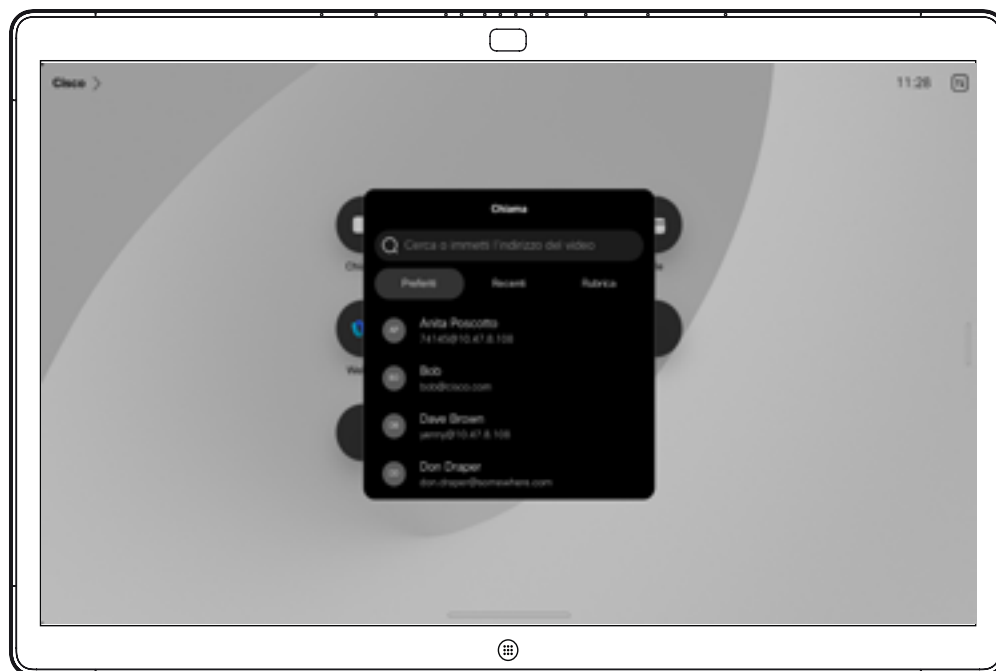 Cisco
11:28
Chiama
Cerca o immetti l'indirizzo del video
Preferiti Recenti Rubrica
Anita Poscotto
74145@10.47.8.108
Bob
bob@cisco.com
Dave Brown
@10.47.8.108
Don Draper
don.draper@somewhere.com